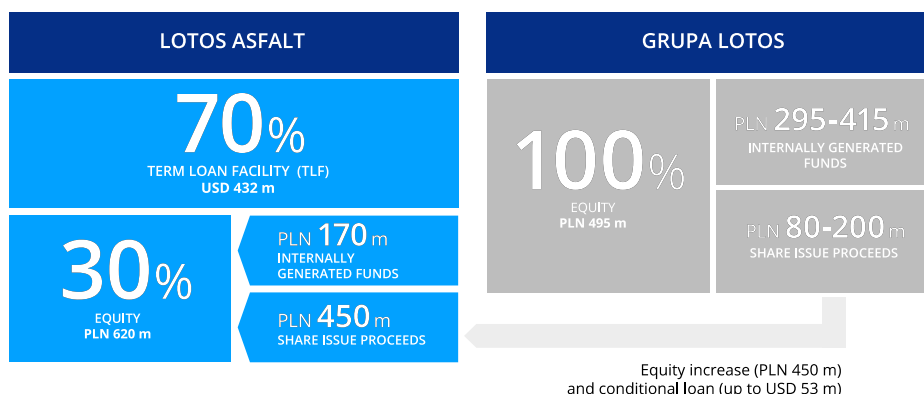 LOTOS ASFALT
70%
TERM LOAN FACILITY (TLF)
USD 432 m
30%
EQUITY
PLN 620 m
PLN 170 m
INTERNALLY
GENERATED FUNDS
PLN 450 m
SHARE ISSUE PROCEEDS
GRUPA LOTOS
100%
EQUITY
PLN 495 m
PLN 295-415 m
INTERNALLY GENERATED
FUNDS
PLN 80-200 m
SHARE ISSUE PROCEEDS
Equity increase (PLN 450 m)
and conditional loan (up to USD 53 m)